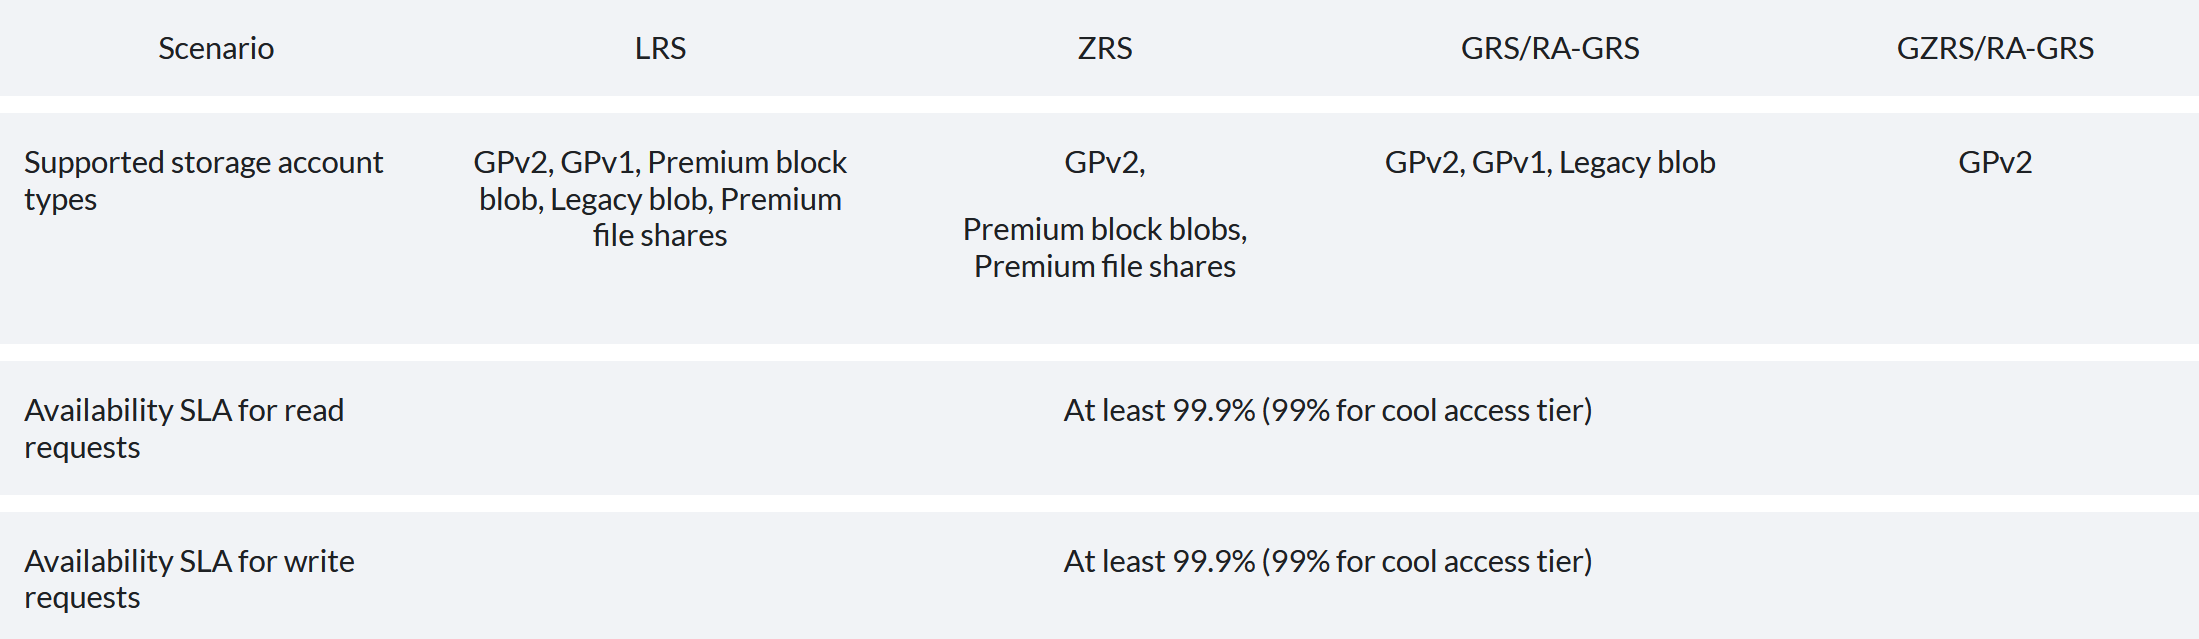 Scenario LRS ZRS GRS/RA-GRS GZRS/RA-GRS
Supported storage account
types
GPv2, GPv1, Premium block
blob, Legacy blob, Premium
file shares
GPv2,
Premium block blobs,
Premium file shares
GPv2, GPv1, Legacy blob
GPv2
Availability SLA for read
requests
At least 99.9% (99% for cool access tier)
Availability SLA for write
requests
At least 99.9% (99% for cool access tier)